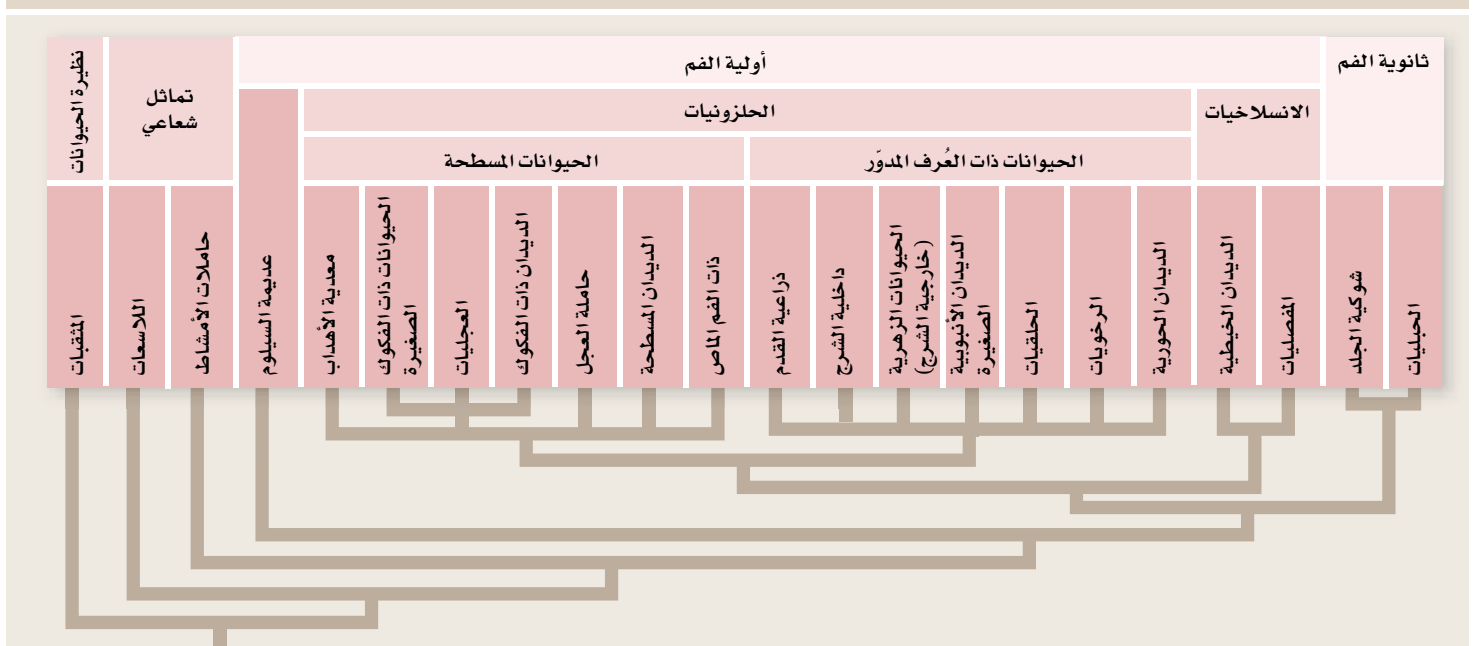 ثانوية الفم
أولية الفم
تماثل
شعاعي
نظيرة الحيوانات
الانسلاخيات
الحلزونيات
الحيوانات ذات العُرف المدوّر
الحيوانات المسطحة
الحبليات
شوكية الجلد
المفصليات
الديدان الخيطية
الديدان الحورية
الرخويات
الحلقيات
الديدان الأنبوبية
الصغيرة
الحيوانات الزهرية
(خارجية الشرج)
داخلية الشرج
ذراعية القدم
ذات الفم الماص
الديدان المسطحة
حاملة العجل
الديدان ذات الفكوك
العجليات
الحيوانات ذات الفكوك
الصغيرة
معدية الأهداب
عديمة السيلوم
حاملات الأمشاط
اللاسعات
المثقبات